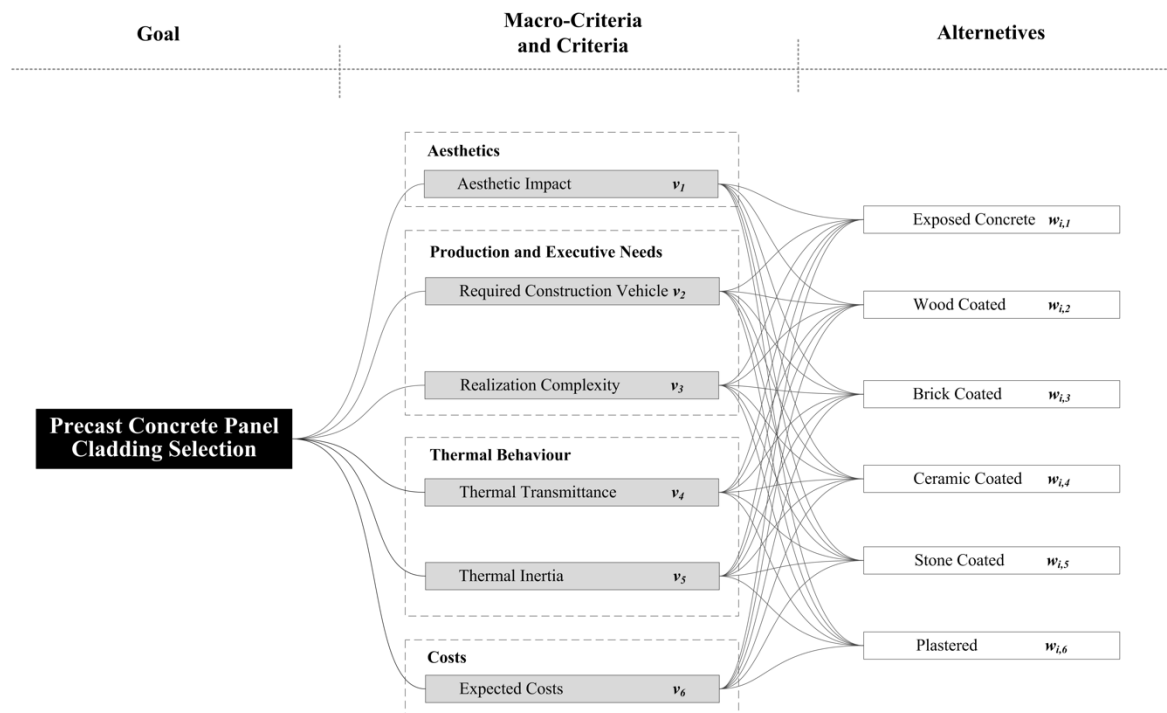 Goal
Macro-Criteria
and Criteria
Alternetives
Aesthetics
Aesthetic Impact v1
Production and Executive Needs
Required Construction Vehicle v2
Realization Complexity v3
Precast Concrete Panel
Cladding Selection
Thermal Behaviour
Thermal Transmittance v4
Thermal Inertia v5
Costs
Expected Costs v6
Exposed Concrete wi,1
Wood Coated wi,2
Brick Coated wi,3
Ceramic Coated wi,4
Stone Coated wi,5
Plastered wi,6